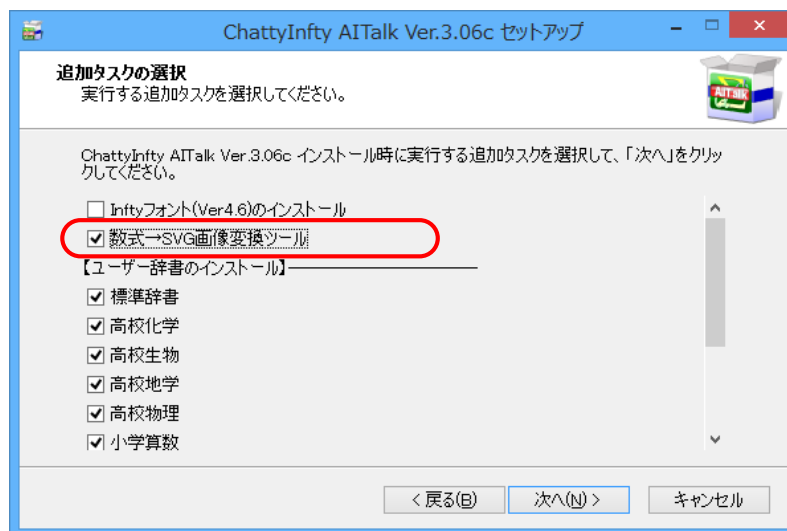 ChattyInfty AITalk Ver.3.06c セットアップ
追加タスクの選択
実行する追加タスクを選択してください。
AITalk
ChattyInfty AITalk Ver.3.06c インストール時に実行する追加タスクを選択して、「次へ」をクリッ
クしてください。
Inftyフォント(Ver4.6)のインストール
数式→SVG画像変換ツール
【ユーザー辞書のインストール】―――――――――
標準辞書
高校化学
高校生物
高校地学
高校物理
小学算数
< 戻る(B)
次へ(N) >
キャンセル